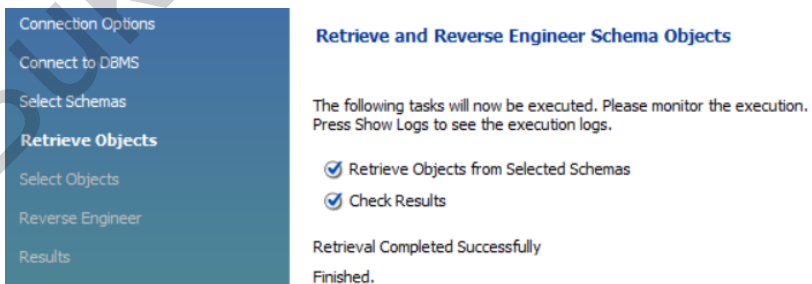 Connection Options
Connect to DBMS
Select Schemas
Retrieve Objects
Select Objects
Reverse Engineer
Results
Retrieve and Reverse Engineer Schema Objects
The following tasks will now be executed. Please monitor the execution.
Press Show Logs to see the execution logs.
Retrieve Objects from Selected Schemas
Check Results
Retrieval Completed Successfully
Finished.